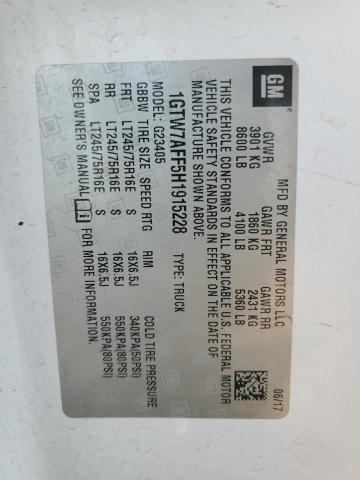 GM
MFD BY GENERAL MOTORS LLC
06/17
GVWR GAWR FRT GAWR RR
3901 KG 1860 KG 2431 KG
8600 LB 4100 LB 5360 LB
THIS VEHICLE CONFORMS TO ALL APPLICABLE U.S. FEDERAL MOTOR
VEHICLE SAFETY STANDARDS IN EFFECT ON THE DATE OF
MANUFACTURE SHOWN ABOVE.
1GTW7AFF5H1915228 TYPE: TRUCK
MODEL: G23405
GBBW TIRE SIZE SPEED RTG RIM COLD TIRE PRESSURE
FRT LT245/75R16E S 16X6.5J 340KPA(50PSI)
RR LT245/75R16E S 16X6.5J 550KPA(80PSI)
SPA LT245/75R16E S 16X6.5J 550KPA(80PSI)
SEE OWNER'S MANUAL i FOR MORE INFORMATION.